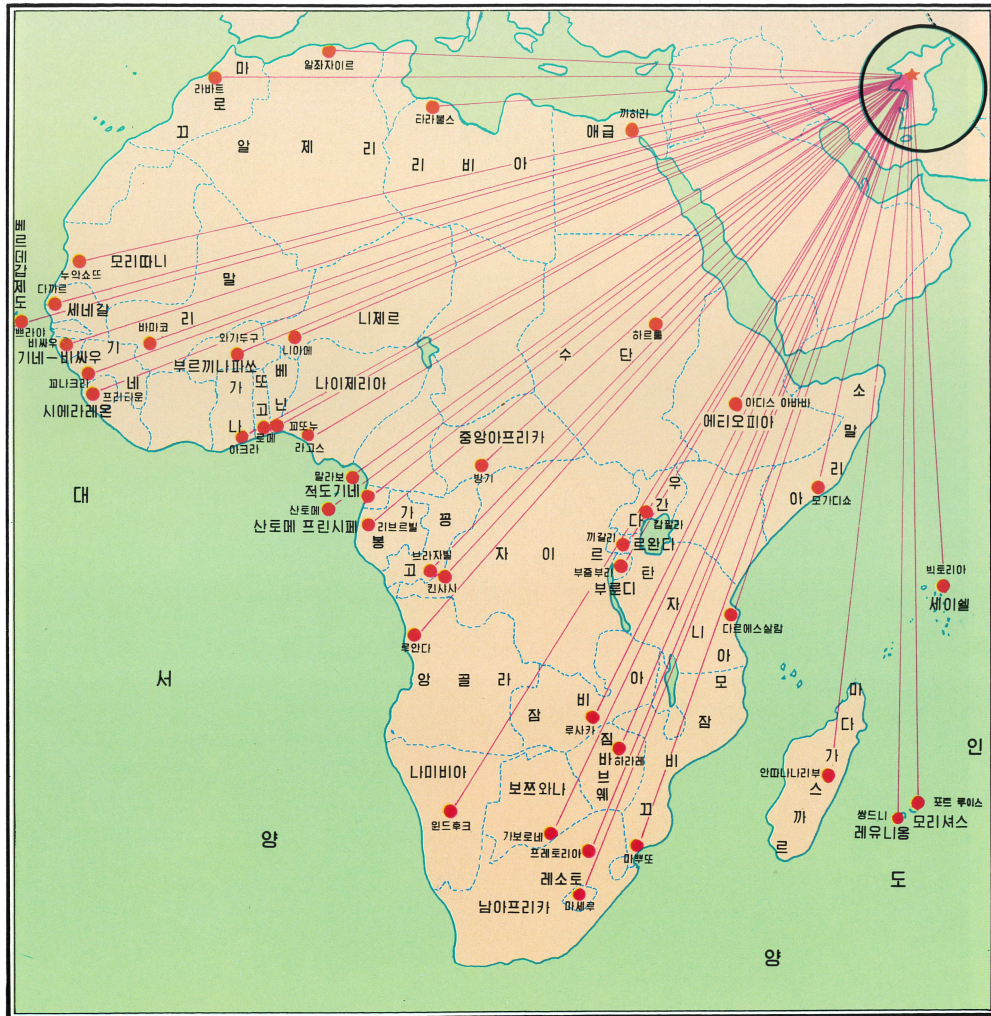 마로끄
라바트
알좌자이르
알제리
타라불스
리비아
애급
까히라
베르데갑제도
쁘라야
모리따니
누악쇼뜨
다까르
세네갈
말리
바마코
비싸우
기네-비싸우
기네
꼬나크라
프리타운
시에라레온
와가두구
부르끼나파쏘
니아메
니제르
가나
아크라
또고
로메
베난
꼬또누
나이제리아
라고스
수단
하르툼
아디스 아바바
에티오피아
소말리아
모가디쇼
중앙아프리카
방기
말라보
적도기네
산토메
산토메 프린시페
가봉
리브르빌
꽁고
브라자빌
킨샤사
자이르
우간다
캄팔라
끼갈리
르완다
부줌부라
부룬디
탄자니아
다르에스살람
빅토리아
세이쉘
루안다
앙골라
잠비아
루사카
모잠비끄
마뿌또
짐바브웨
하라레
나미비아
윈드후크
보쯔와나
가보로네
프레토리아
레소토
마세루
남아프리카
마다가스까르
안따나나리부
쌍드니
레유니옹
포트 루이스
모리셔스
대서양
인도양